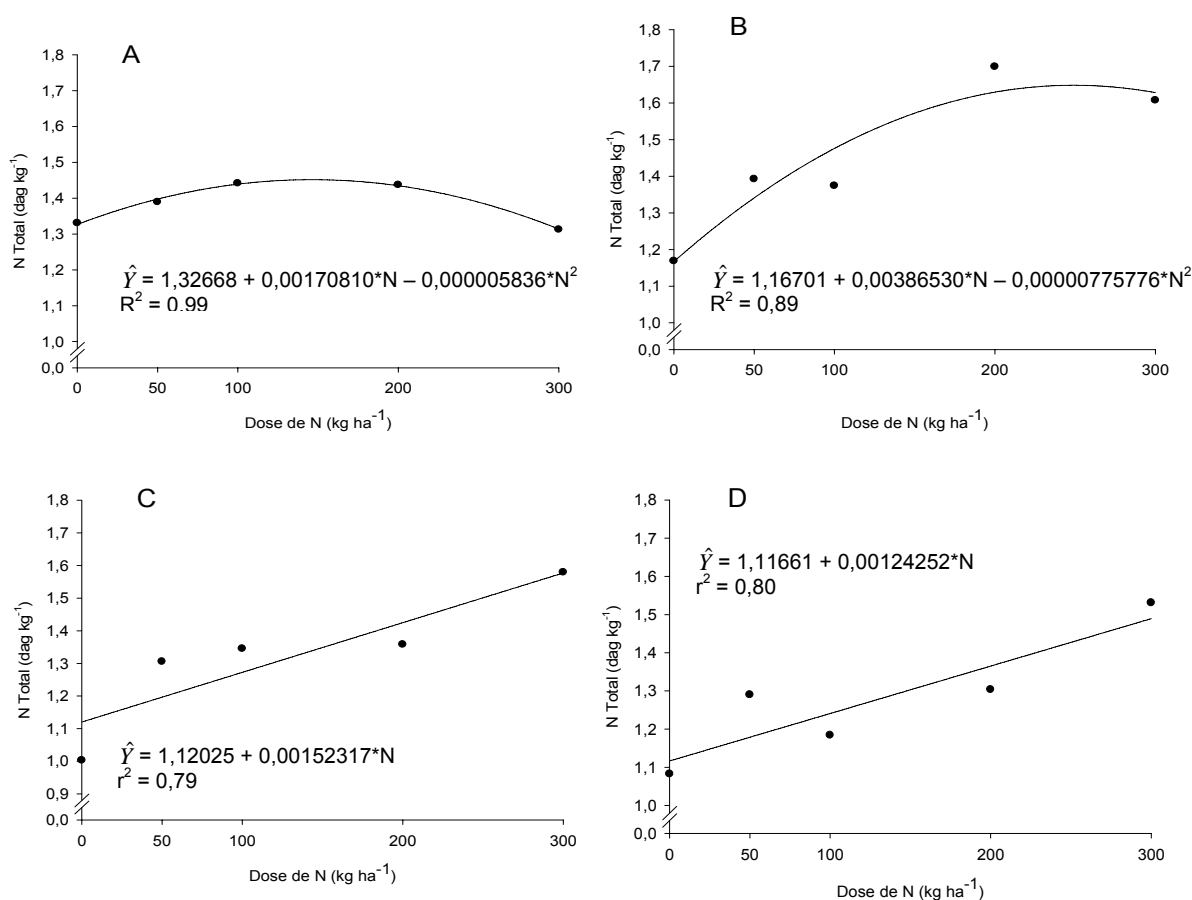 A
1,8
1,7
1,6
1,5
1,4
1,3
1,2
1,1
1,0
0,0
N Total (dag kg⁻¹)
Ŷ = 1,32668 + 0,00170810*N – 0,000005836*N²
R² = 0.99
0 50 100 200 300
Dose de N (kg ha⁻¹)
B
1,8
1,7
1,6
1,5
1,4
1,3
1,2
1,1
1,0
0,0
N Total (dag kg⁻¹)
Ŷ = 1,16701 + 0,00386530*N – 0,00000775776*N²
R² = 0,89
0 50 100 200 300
Dose de N (kg ha⁻¹)
C
1,8
1,7
1,6
1,5
1,4
1,3
1,2
1,1
1,0
0,9
0,0
N Total (dag kg⁻¹)
Ŷ = 1,12025 + 0,00152317*N
r² = 0,79
0 50 100 200 300
Dose de N (kg ha⁻¹)
D
1,8
1,7
1,6
1,5
1,4
1,3
1,2
1,1
1,0
0,0
N Total (dag kg⁻¹)
Ŷ = 1,11661 + 0,00124252*N
r² = 0,80
0 50 100 200 300
Dose de N (kg ha⁻¹)